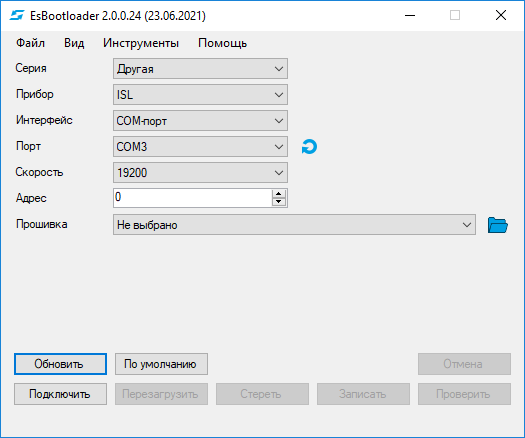 EsBootloader 2.0.0.24 (23.06.2021)
Файл Вид Инструменты Помощь
Серия Другая
Прибор ISL
Интерфейс COM-порт
Порт COM3
Скорость 19200
Адрес 0
Прошивка Не выбрано
Обновить По умолчанию Отмена
Подключить Перезагрузить Стереть Записать Проверить